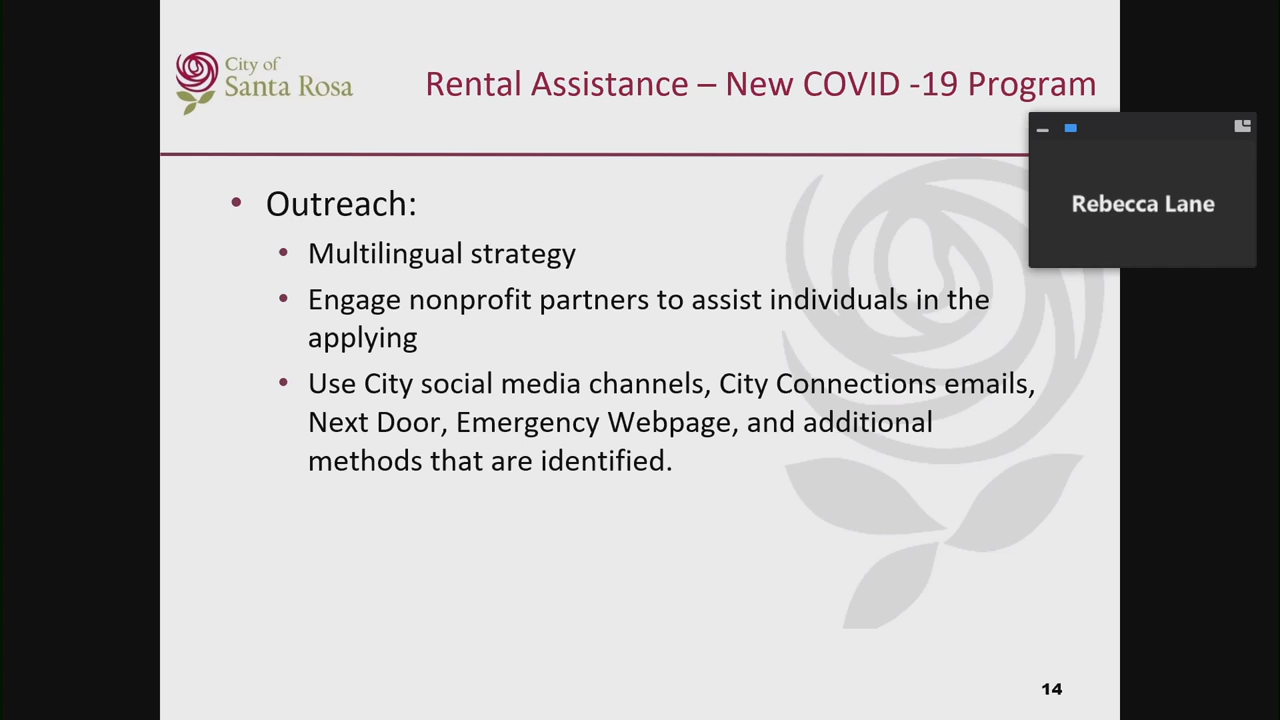 City of
Santa Rosa
Rental Assistance – New COVID -19 Program
Rebecca Lane
• Outreach:
• Multilingual strategy
• Engage nonprofit partners to assist individuals in the
applying
• Use City social media channels, City Connections emails,
Next Door, Emergency Webpage, and additional
methods that are identified.
14